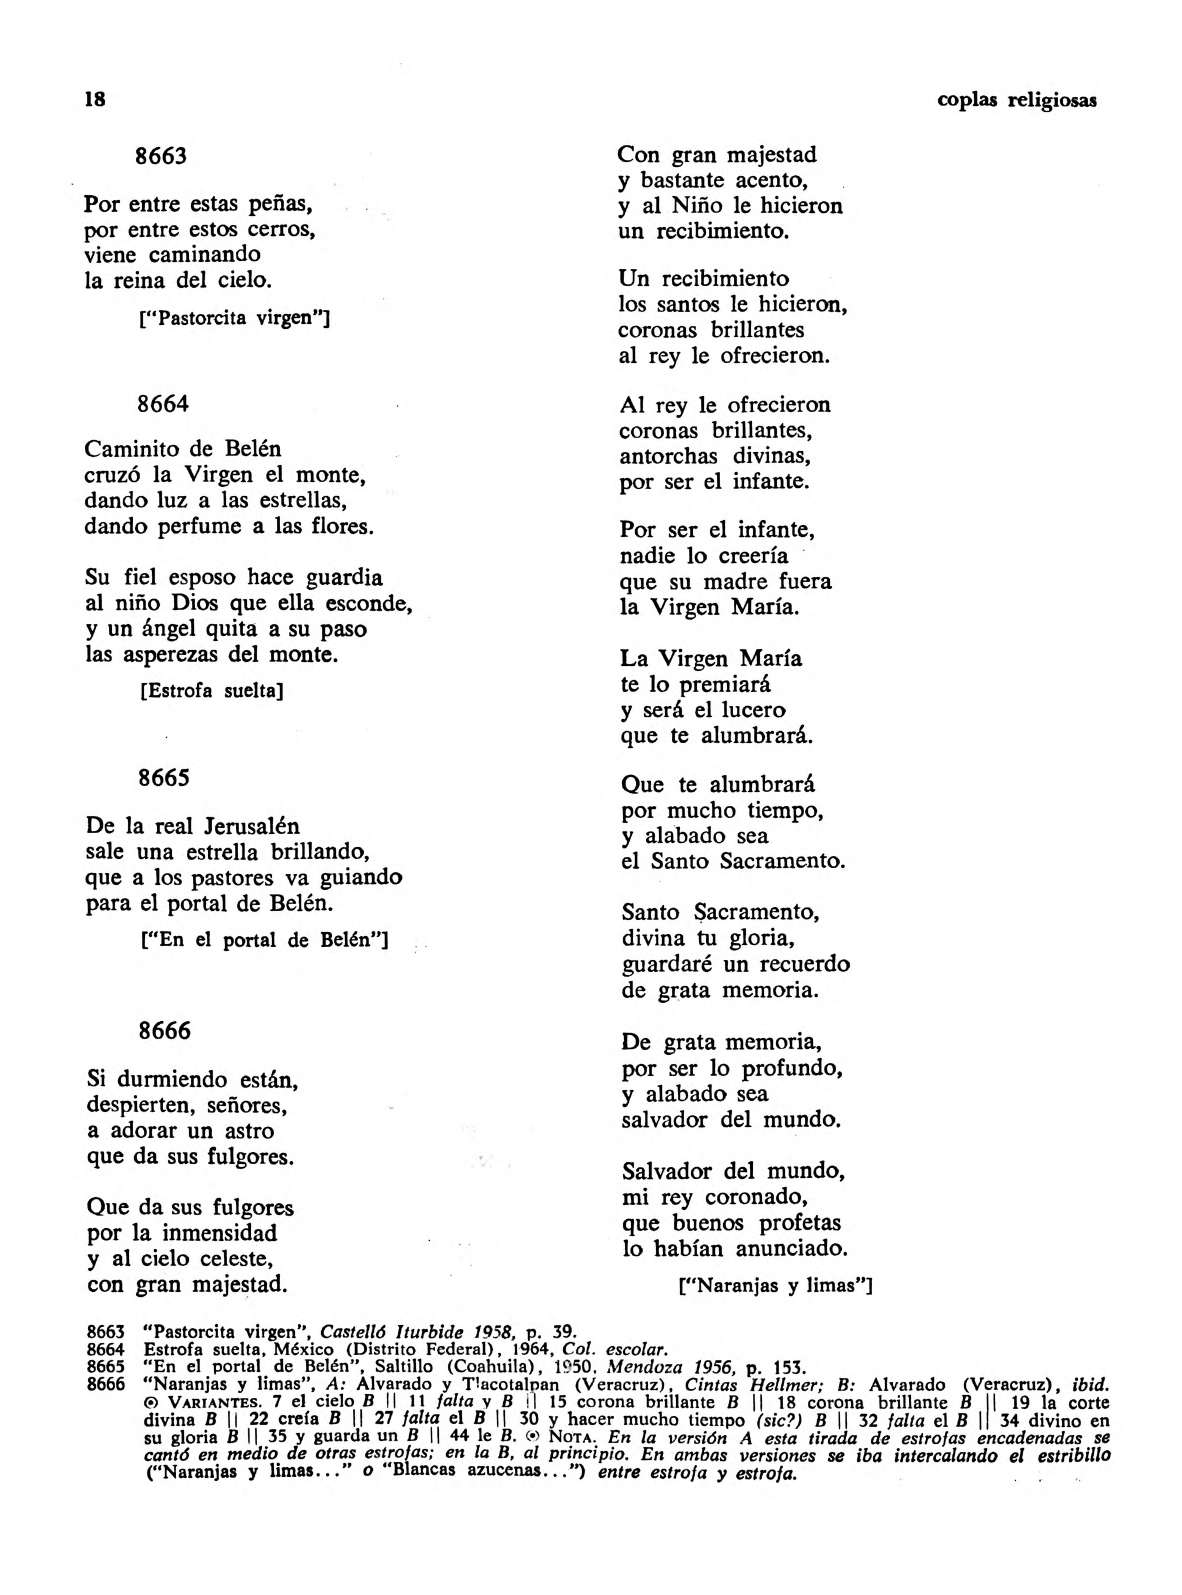 18
coplas religiosas
8663
Por entre estas peñas,
por entre estos cerros,
viene caminando
la reina del cielo.
["Pastorcita virgen"]
8664
Caminito de Belén
cruzó la Virgen el monte,
dando luz a las estrellas,
dando perfume a las flores.
Su fiel esposo hace guardia
al niño Dios que ella esconde,
y un ángel quita a su paso
las asperezas del monte.
[Estrofa suelta]
8665
De la real Jerusalén
sale una estrella brillando,
que a los pastores va guiando
para el portal de Belén.
["En el portal de Belén"]
8666
Si durmiendo están,
despierten, señores,
a adorar un astro
que da sus fulgores.
Que da sus fulgores
por la inmensidad
y al cielo celeste,
con gran majestad.
Con gran majestad
y bastante acento,
y al Niño le hicieron
un recibimiento.
Un recibimiento
los santos le hicieron,
coronas brillantes
al rey le ofrecieron.
Al rey le ofrecieron
coronas brillantes,
antorchas divinas,
por ser el infante.
Por ser el infante,
nadie lo creería
que su madre fuera
la Virgen María.
La Virgen María
te lo premiará
y será el lucero
que te alumbrará.
Que te alumbrará
por mucho tiempo,
y alabado sea
el Santo Sacramento.
Santo Sacramento,
divina tu gloria,
guardaré un recuerdo
de grata memoria.
De grata memoria,
por ser lo profundo,
y alabado sea
salvador del mundo.
Salvador del mundo,
mi rey coronado,
que buenos profetas
lo habían anunciado.
["Naranjas y limas"]
8663 "Pastorcita virgen", Castelló Iturbide 1958, p. 39.
8664 Estrofa suelta, México (Distrito Federal), 1964, Col. escolar.
8665 "En el portal de Belén", Saltillo (Coahuila), 1950. Mendoza 1956, p. 153.
8666 "Naranjas y limas", A: Alvarado y Tlacotalpan (Veracruz), Cintas Hellmer; B: Alvarado (Veracruz), ibid.
⊙ VARIANTES. 7 el cielo B || 11 falta y B || 15 corona brillante B || 18 corona brillante B || 19 la corte
divina B || 22 creía B || 27 falta el B || 30 y hacer mucho tiempo (sic?) B || 32 falta el B || 34 divino en
su gloria B || 35 y guarda un B || 44 le B. ⊙ NOTA. En la versión A esta tirada de estrofas encadenadas se
cantó en medio de otras estrofas; en la B, al principio. En ambas versiones se iba intercalando el estribillo
("Naranjas y limas..." o "Blancas azucenas...") entre estrofa y estrofa.